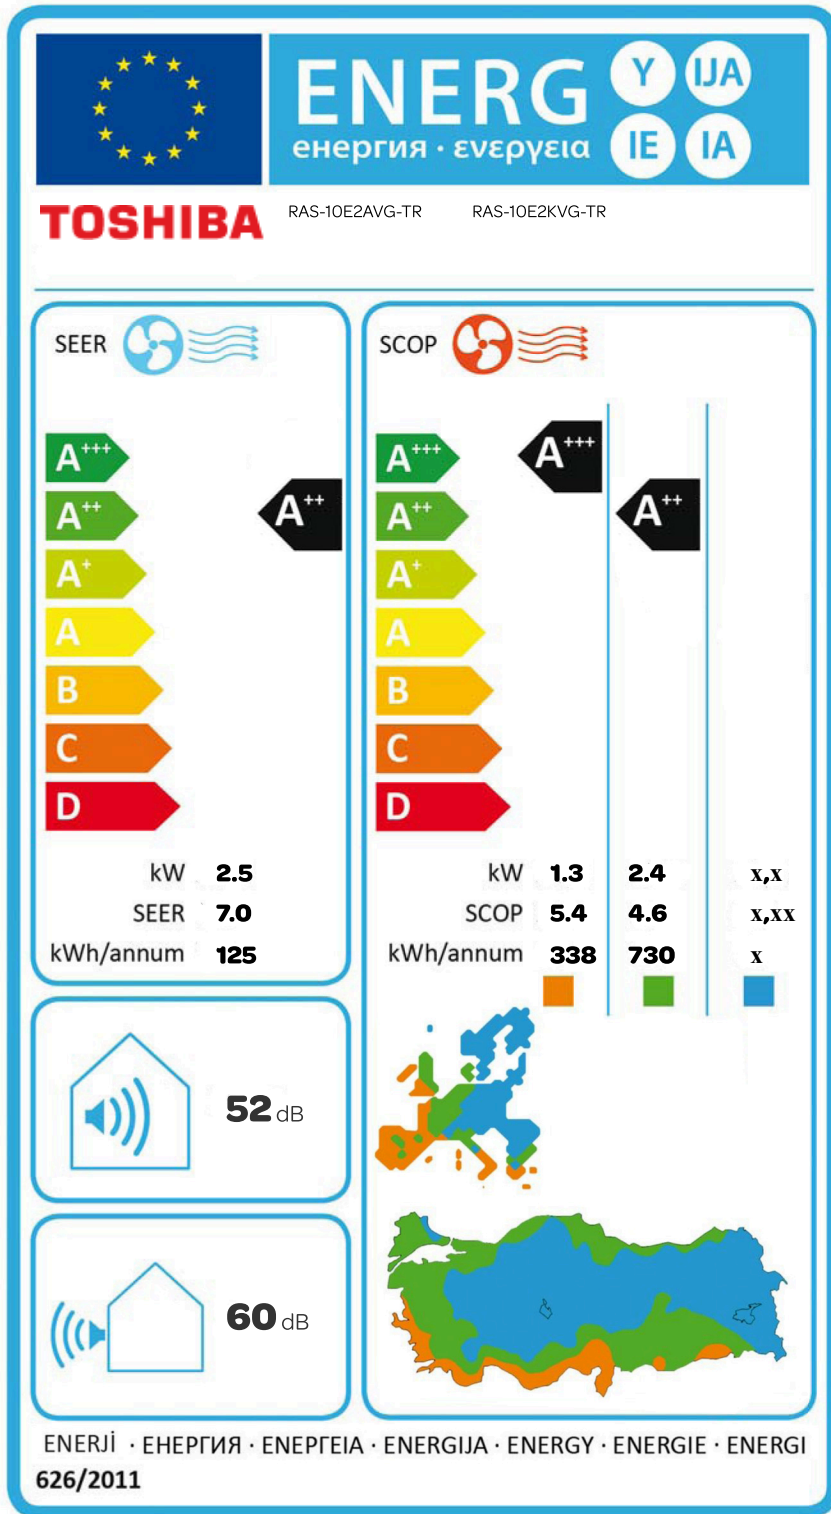 ENERG Y IJA
енергия · ενεργεια IE IA
TOSHIBA RAS-10E2AVG-TR RAS-10E2KVG-TR
SEER
A+++
A++ A++
A+
A
B
C
D
kW 2.5
SEER 7.0
kWh/annum 125
SCOP
A+++ A+++
A++ A++
A+
A
B
C
D
kW 1.3 2.4 x,x
SCOP 5.4 4.6 x,xx
kWh/annum 338 730 x
52 dB
60 dB
ENERJİ · ЕНЕРГИЯ · ΕΝΕΡΓΕΙΑ · ENERGIJA · ENERGY · ENERGIE · ENERGI
626/2011